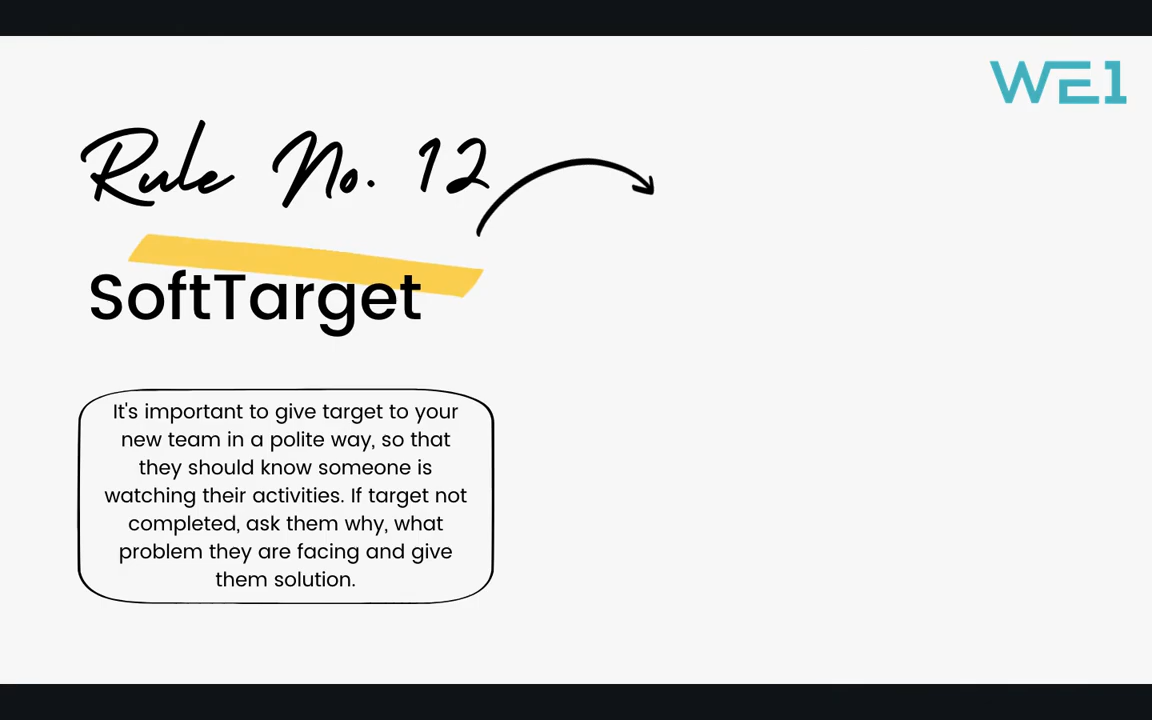 WE1
Rule No. 12
SoftTarget
It's important to give target to your
new team in a polite way, so that
they should know someone is
watching their activities. If target not
completed, ask them why, what
problem they are facing and give
them solution.